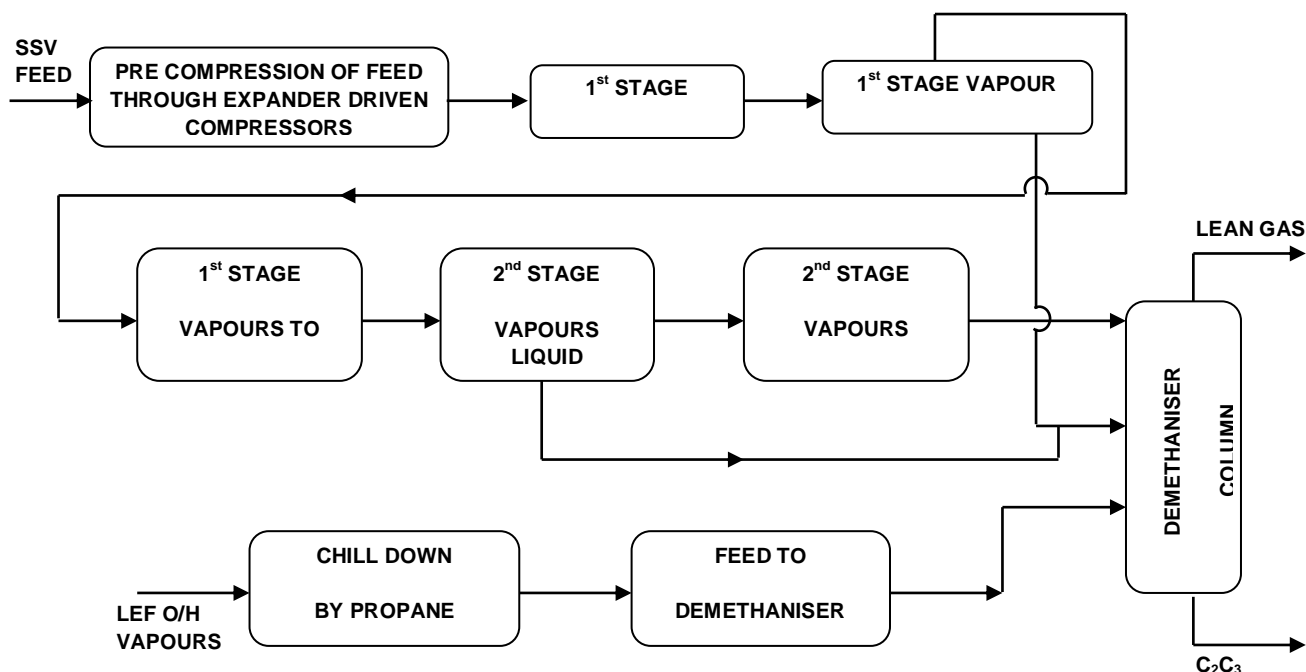 SSV
FEED
PRE COMPRESSION OF FEED
THROUGH EXPANDER DRIVEN
COMPRESSORS
1st STAGE
1st STAGE VAPOUR
LEAN GAS
1st STAGE
VAPOURS TO
2nd STAGE
VAPOURS
LIQUID
2nd STAGE
VAPOURS
DEMETHANISER
COLUMN
CHILL DOWN
BY PROPANE
FEED TO
DEMETHANISER
LEF O/H
VAPOURS
C₂C₃